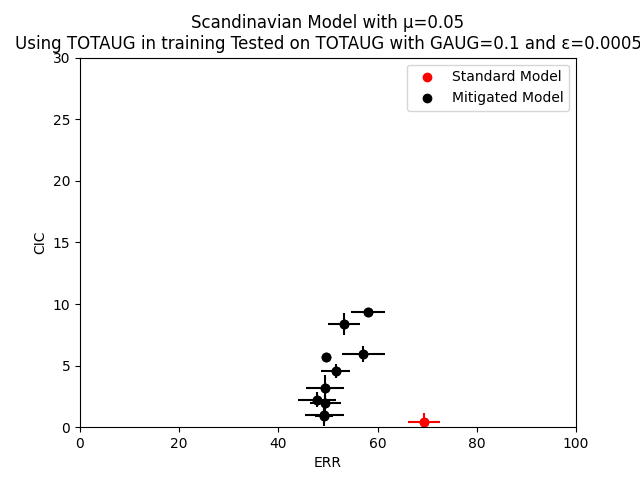 Scandinavian Model with μ=0.05
Using TOTAUG in training Tested on TOTAUG with GAUG=0.1 and ε=0.0005
Standard Model
Mitigated Model
30
25
20
15
10
5
0
CIC
0 20 40 60 80 100
ERR